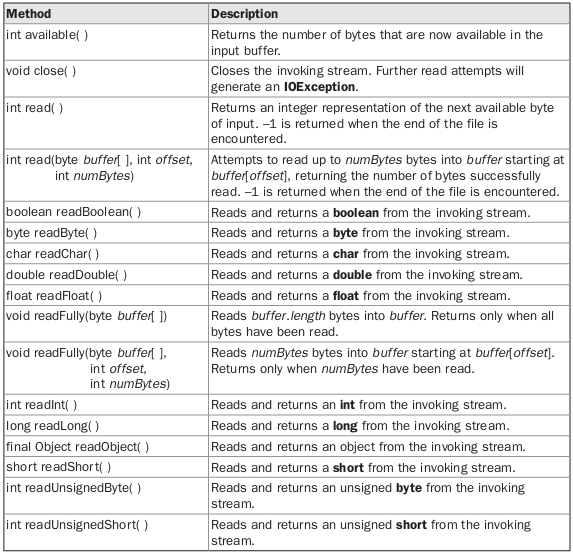 Method Description
int available( ) Returns the number of bytes that are now available in the
input buffer.
void close( ) Closes the invoking stream. Further read attempts will
generate an IOException.
int read( ) Returns an integer representation of the next available byte
of input. –1 is returned when the end of the file is
encountered.
int read(byte buffer[ ], int offset, Attempts to read up to numBytes bytes into buffer starting at
int numBytes) buffer[offset], returning the number of bytes successfully
read. –1 is returned when the end of the file is encountered.
boolean readBoolean( ) Reads and returns a boolean from the invoking stream.
byte readByte( ) Reads and returns a byte from the invoking stream.
char readChar( ) Reads and returns a char from the invoking stream.
double readDouble( ) Reads and returns a double from the invoking stream.
float readFloat( ) Reads and returns a float from the invoking stream.
void readFully(byte buffer[ ]) Reads buffer.length bytes into buffer. Returns only when all
bytes have been read.
void readFully(byte buffer[ ], Reads numBytes bytes into buffer starting at buffer[offset].
int offset, Returns only when numBytes have been read.
int numBytes)
int readInt( ) Reads and returns an int from the invoking stream.
long readLong( ) Reads and returns a long from the invoking stream.
final Object readObject( ) Reads and returns an object from the invoking stream.
short readShort( ) Reads and returns a short from the invoking stream.
int readUnsignedByte( ) Reads and returns an unsigned byte from the invoking
stream.
int readUnsignedShort( ) Reads and returns an unsigned short from the invoking
stream.